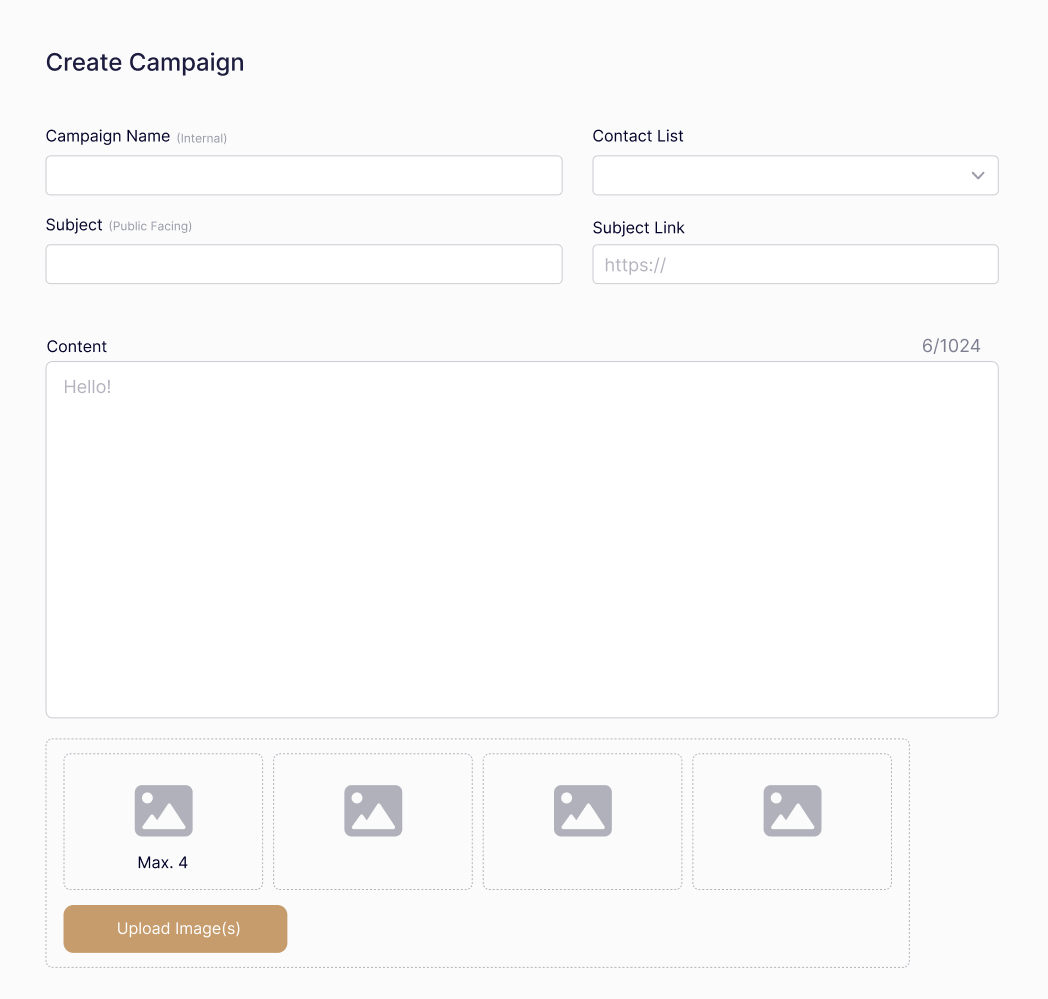 Create Campaign
Campaign Name (Internal)
Contact List
Subject (Public Facing)
Subject Link
https://
Content
6/1024
Hello!
Max. 4
Upload Image(s)